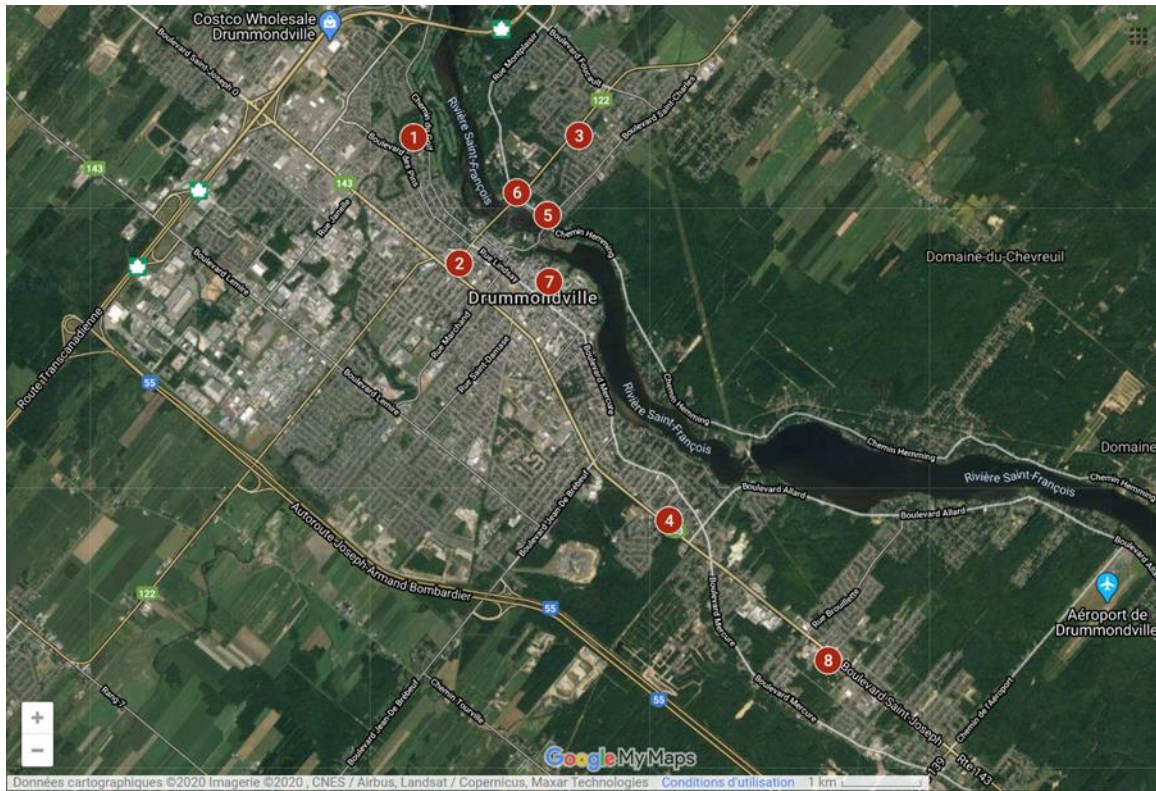 Costco Wholesale
Drummondville
Boulevard Saint-Joseph O
143
143
Rue Janelle
Boulevard Lemire
Route Transcanadienne
55
1
Chemin du Golf
Boulevard des Pins
Rivière Saint-François
Rue Montplaisir
Boulevard Foucault
122
Boulevard Saint-Charles
3
6
5
Chemin Hemming
2
Rue Lindsay
7
Drummondville
Rue Marchand
Rue Saint-Damase
Boulevard Lemire
Boulevard Mercure
Domaine-du-Chevreuil
Chemin Hemming
Rivière Saint-François
Chemin Hemming
Domaine
Rivière Saint-François
Chemin Hemming
Boulevard Allard
Boulevard Allard
Boulevard Jean-De Brébeuf
4
Autoroute Joseph-Armand Bombardier
122
55
Boulevard Mercure
Rue Brouillette
Aéroport de
Drummondville
8
Boulevard Saint-Joseph
Chemin de l'Aéroport
Rang 7
Boulevard Jean-De Brébeuf
Chemin Tourville
55
Boulevard Mercure
139
Rte 143
+
−
Google My Maps
Données cartographiques ©2020 Imagerie ©2020 , CNES / Airbus, Landsat / Copernicus, Maxar Technologies Conditions d'utilisation 1 km